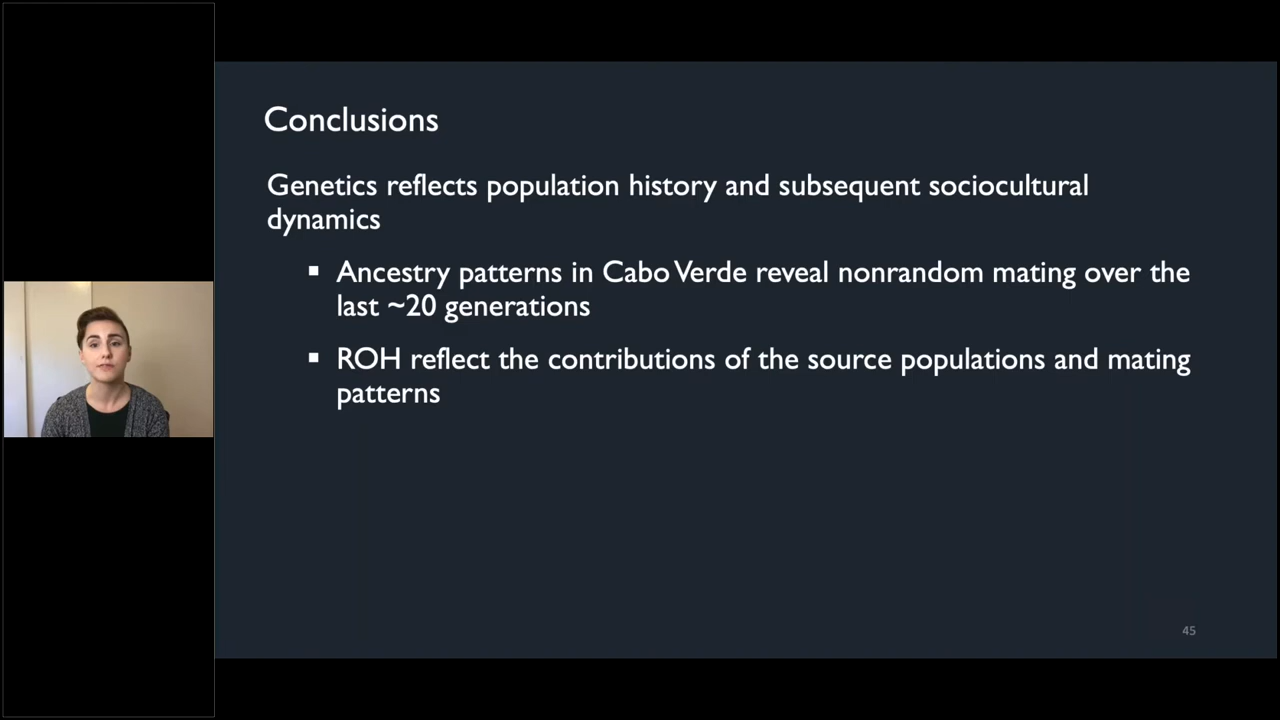 Conclusions
Genetics reflects population history and subsequent sociocultural
dynamics
▪ Ancestry patterns in Cabo Verde reveal nonrandom mating over the
last ~20 generations
▪ ROH reflect the contributions of the source populations and mating
patterns
45